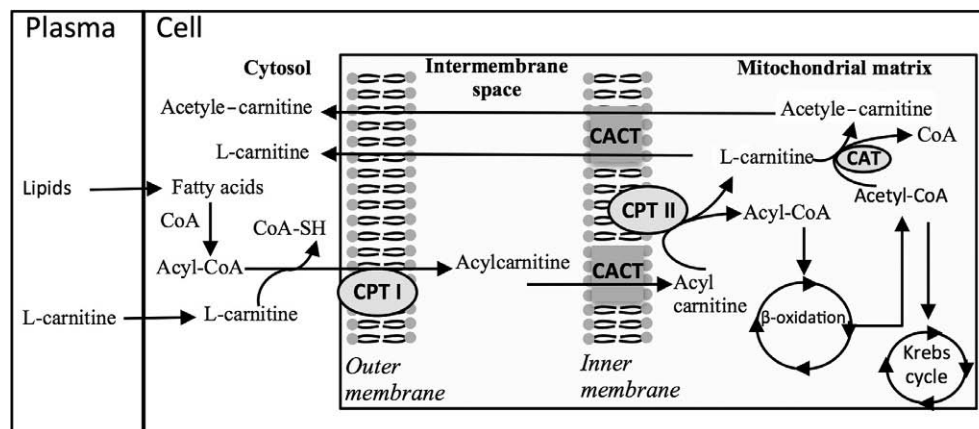 Plasma
Cell
Cytosol
Intermembrane
space
Mitochondrial matrix
Acetyle-carnitine
Acetyle-carnitine
CoA
CACT
L-carnitine
L-carnitine
CAT
Lipids
Fatty acids
Acetyl-CoA
CoA
CPT II
Acyl-CoA
CoA-SH
Acyl-CoA
Acylcarnitine
CACT
Acyl
carnitine
CPT I
L-carnitine
L-carnitine
β-oxidation
Krebs
cycle
Outer
membrane
Inner
membrane